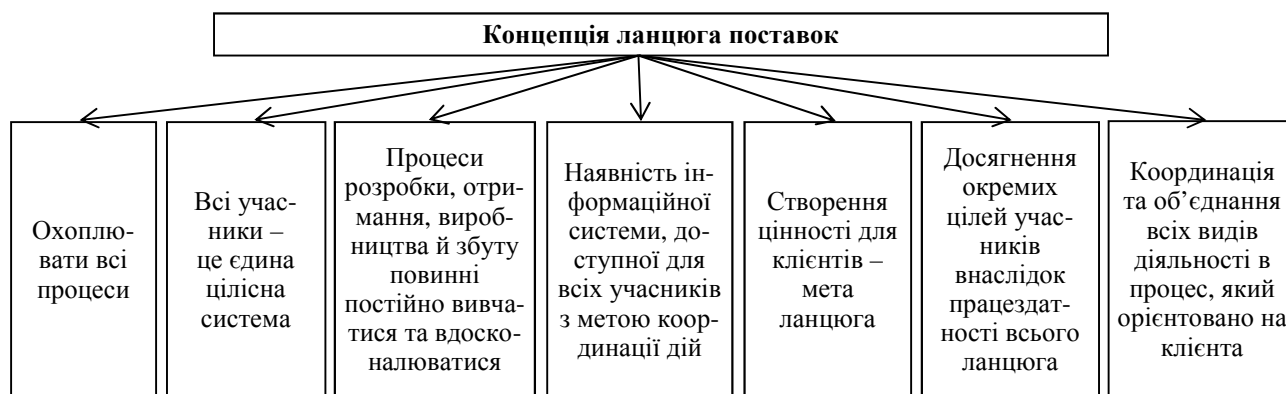 Концепція ланцюга поставок
Охоплю-
вати всі
процеси
Всі учас-
ники –
це єдина
цілісна
система
Процеси
розробки, отри-
мання, вироб-
ництва й збуту
повинні
постійно вивча-
тися та вдоско-
налюватися
Наявність ін-
формаційної
системи, до-
ступної для
всіх учасників
з метою коор-
динації дій
Створення
цінності для
клієнтів –
мета
ланцюга
Досягнення
окремих
цілей учас-
ників
внаслідок
працездат-
ності всього
ланцюга
Координація
та об’єднання
всіх видів
діяльності в
процес, який
орієнтовано на
клієнта